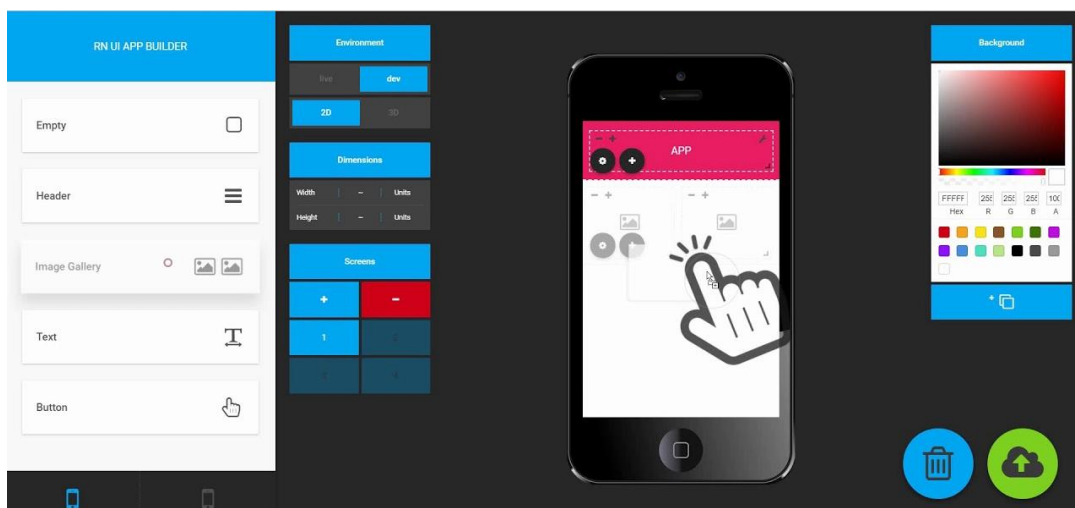 RN UI APP BUILDER
Empty
Header
Image Gallery
Text
T
Button
Environment
live
dev
2D
3D
Dimensions
Width - Units
Height - Units
Screens
+
-
1
APP
- +
- +
- +
Background
FFFFF 255 255 255 100
Hex R G B A